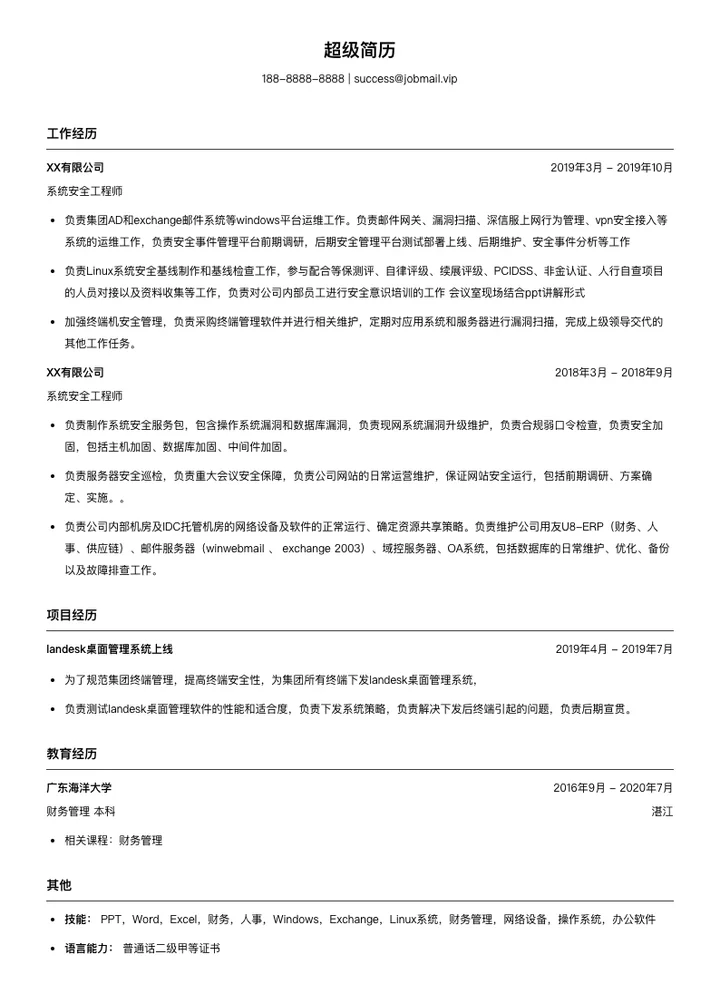 超级简历
188-8888-8888 | success@jobmail.vip
工作经历
XX有限公司 2019年3月 - 2019年10月
系统安全工程师
• 负责集团AD和exchange邮件系统等windows平台运维工作。负责邮件网关、漏洞扫描、深信服上网行为管理、vpn安全接入等
系统的运维工作，负责安全事件管理平台前期调研，后期安全管理平台测试部署上线、后期维护、安全事件分析等工作
• 负责Linux系统安全基线制作和基线检查工作，参与配合等保测评、自律评级、续展评级、PCIDSS、非金认证、人行自查项目
的人员对接以及资料收集等工作，负责对公司内部员工进行安全意识培训的工作 会议室现场结合ppt讲解形式
• 加强终端机安全管理，负责采购终端管理软件并进行相关维护，定期对应用系统和服务器进行漏洞扫描，完成上级领导交代的
其他工作任务。
XX有限公司 2018年3月 - 2018年9月
系统安全工程师
• 负责制作系统安全服务包，包含操作系统漏洞和数据库漏洞，负责现网系统漏洞升级维护，负责合规弱口令检查，负责安全加
固，包括主机加固、数据库加固、中间件加固。
• 负责服务器安全巡检，负责重大会议安全保障，负责公司网站的日常运营维护，保证网站安全运行，包括前期调研、方案确
定、实施。。
• 负责公司内部机房及IDC托管机房的网络设备及软件的正常运行、确定资源共享策略。负责维护公司用友U8-ERP（财务、人
事、供应链）、邮件服务器（winwebmail 、 exchange 2003）、域控服务器、OA系统，包括数据库的日常维护、优化、备份
以及故障排查工作。
项目经历
landesk桌面管理系统上线 2019年4月 - 2019年7月
• 为了规范集团终端管理，提高终端安全性，为集团所有终端下发landesk桌面管理系统，
• 负责测试landesk桌面管理软件的性能和适合度，负责下发系统策略，负责解决下发后终端引起的问题，负责后期宣贯。
教育经历
广东海洋大学 2016年9月 - 2020年7月
财务管理 本科 湛江
• 相关课程：财务管理
其他
• 技能： PPT，Word，Excel，财务，人事，Windows，Exchange，Linux系统，财务管理，网络设备，操作系统，办公软件
• 语言能力： 普通话二级甲等证书